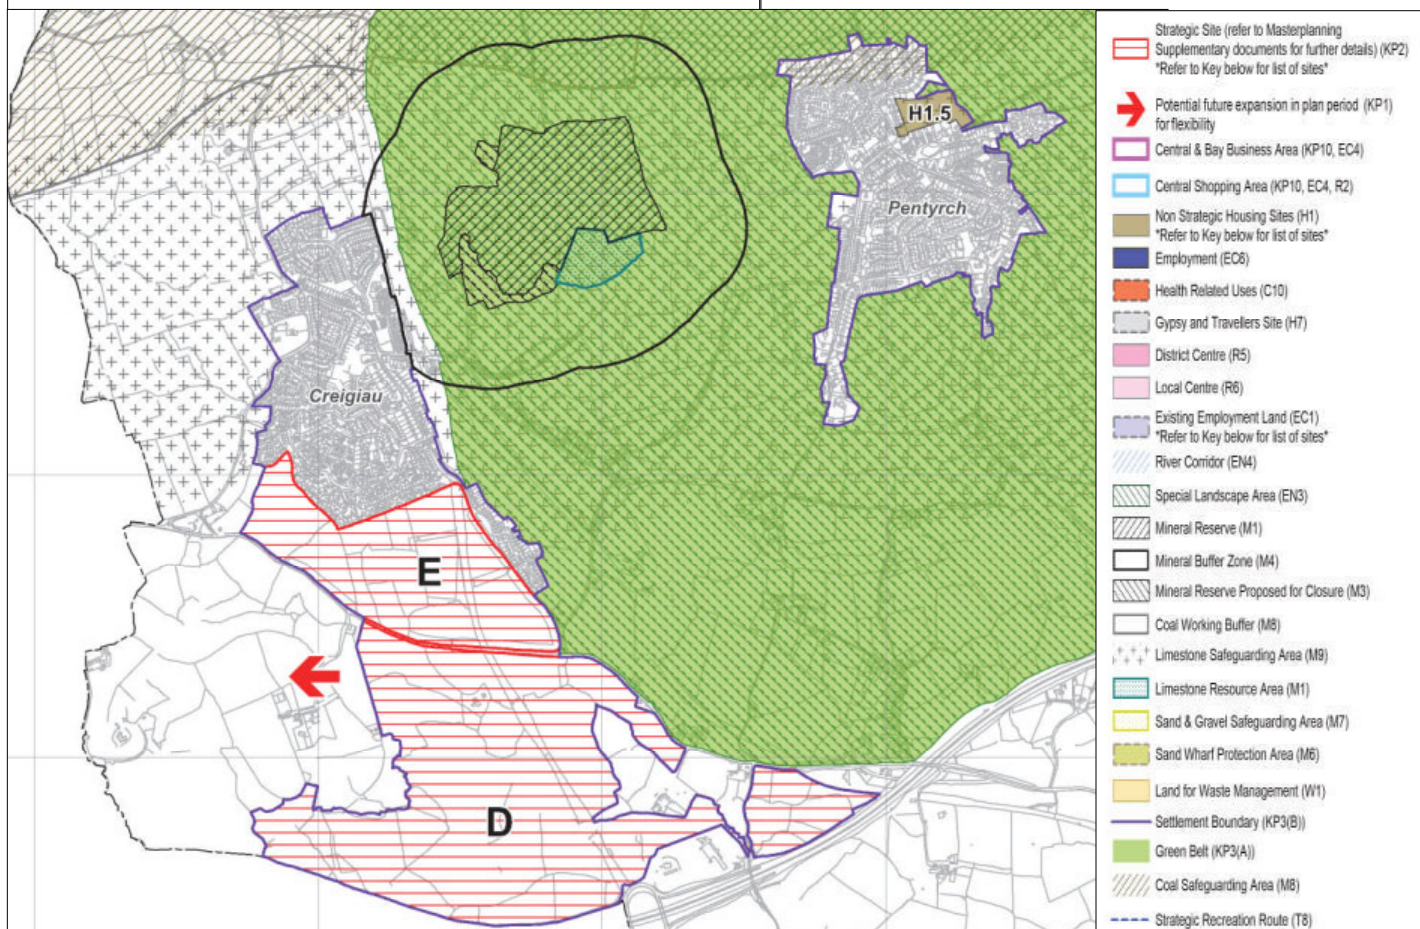 H1.5
Pentyrch
Creigiau
E
D
Strategic Site (refer to Masterplanning
Supplementary documents for further details) (KP2)
*Refer to Key below for list of sites*
Potential future expansion in plan period (KP1)
for flexibility
Central & Bay Business Area (KP10, EC4)
Central Shopping Area (KP10, EC4, R2)
Non Strategic Housing Sites (H1)
*Refer to Key below for list of sites*
Employment (EC6)
Health Related Uses (C10)
Gypsy and Travellers Site (H7)
District Centre (R5)
Local Centre (R6)
Existing Employment Land (EC1)
*Refer to Key below for list of sites*
River Corridor (EN4)
Special Landscape Area (EN3)
Mineral Reserve (M1)
Mineral Buffer Zone (M4)
Mineral Reserve Proposed for Closure (M3)
Coal Working Buffer (M8)
Limestone Safeguarding Area (M9)
Limestone Resource Area (M1)
Sand & Gravel Safeguarding Area (M7)
Sand Wharf Protection Area (M6)
Land for Waste Management (W1)
Settlement Boundary (KP3(B))
Green Belt (KP3(A))
Coal Safeguarding Area (M8)
Strategic Recreation Route (T8)